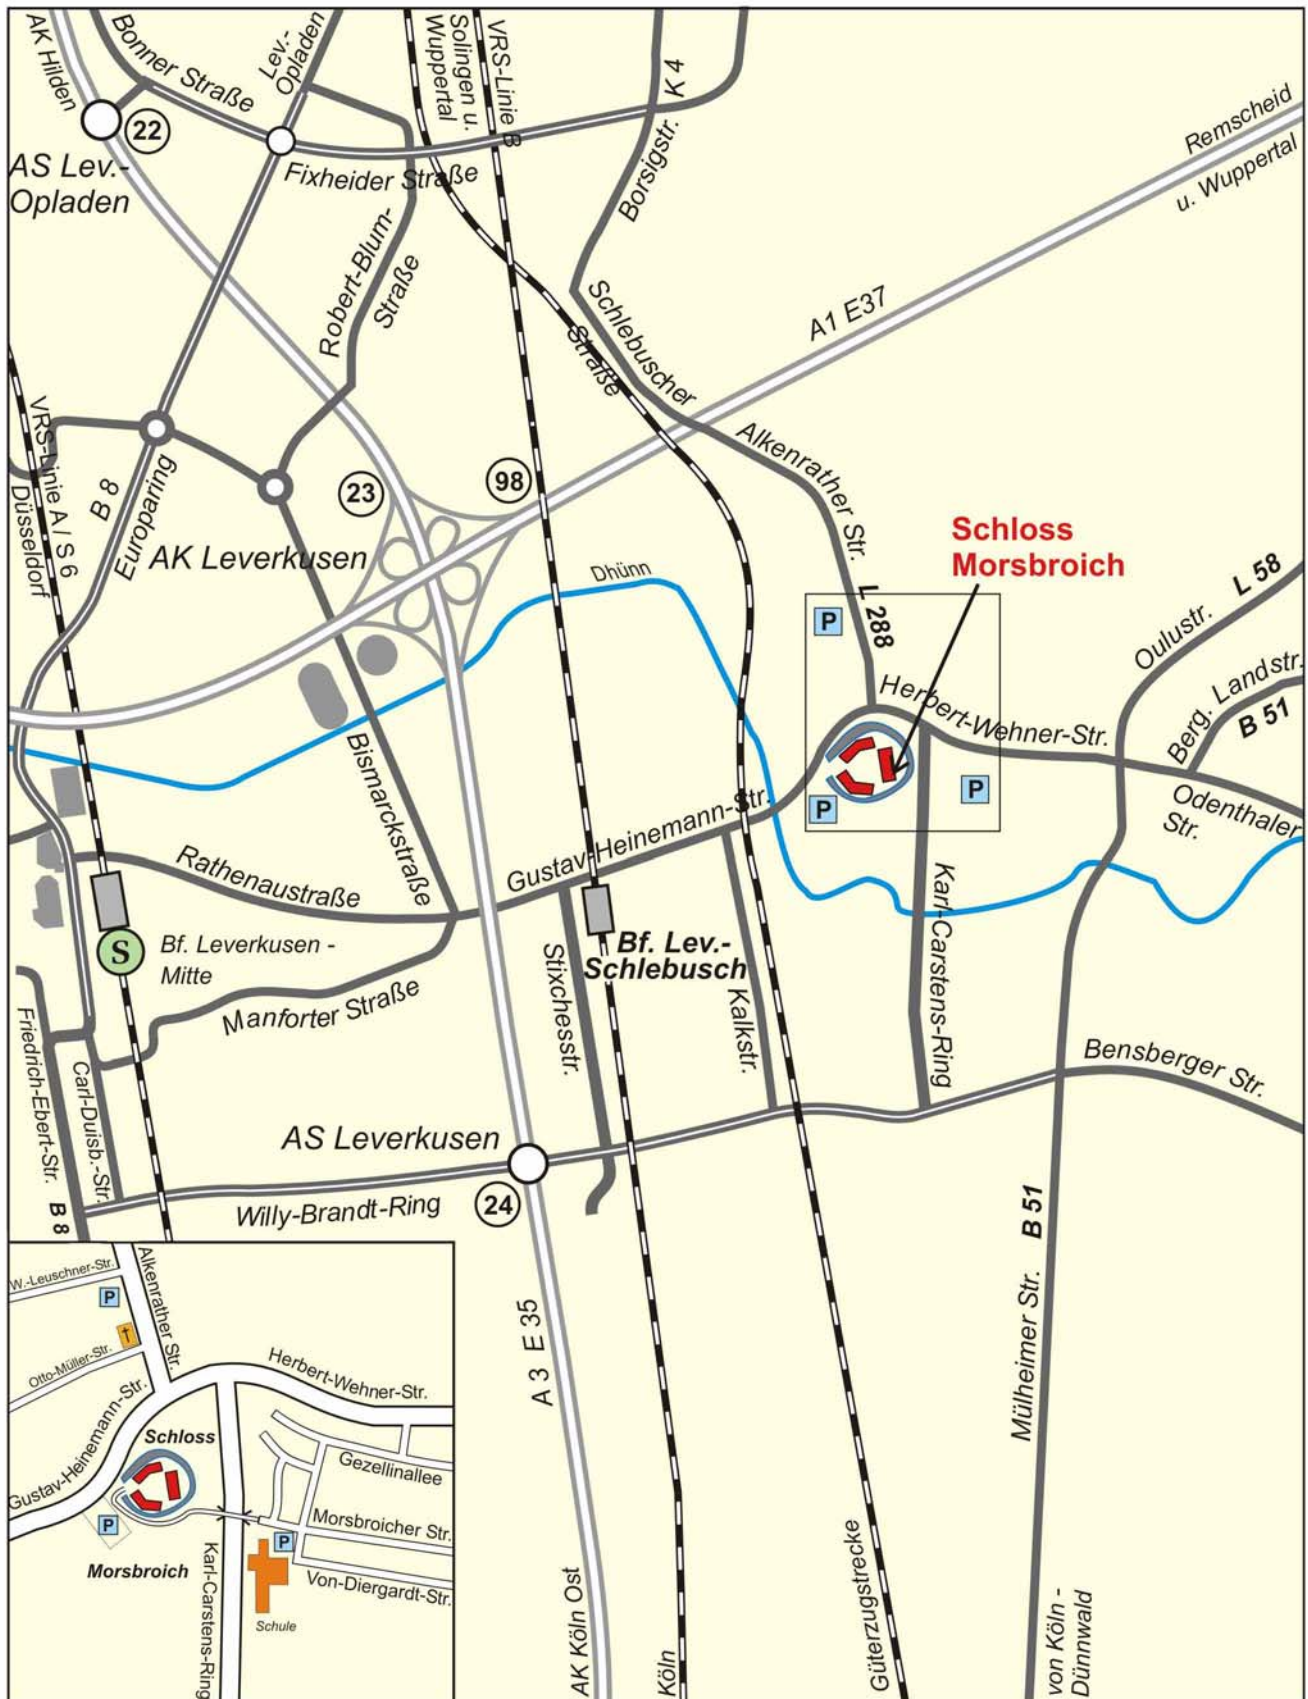 AK Hilden
Bonner Straße
Lev.-
Opladen
Solingen u.
Wuppertal
VRS-Linie B
K 4
22
AS Lev.-
Opladen
Fixheider Straße
Borsigstr.
Remscheid
u. Wuppertal
Robert-Blum-
Straße
Schlebuscher
Straße
A1 E37
VRS-Linie A / S 6
Düsseldorf
B 8
Europaring
23
98
AK Leverkusen
Alkenrather Str.
L 288
Schloss
Morsbroich
Dhünn
P
L 58
Oulustr.
Berg. Landstr.
B 51
Herbert-Wehner-Str.
P
P
Odenthaler
Str.
Bismarckstraße
Gustav-Heinemann-Str.
Rathenaustraße
Karl-Carstens-Ring
S
Bf. Leverkusen -
Mitte
Bf. Lev.-
Schlebusch
Stixchesstr.
Kalkstr.
Manforter Straße
Friedrich-Ebert-Str.
B 8
Carl-Duisb.-Str.
Bensberger Str.
AS Leverkusen
24
Willy-Brandt-Ring
Mülheimer Str.
B 51
A 3 E 35
AK Köln Ost
Köln
Güterzugstrecke
von Köln -
Dünnwald
W.-Leuschner-Str.
P
Alkenrather Str.
Otto-Müller-Str.
Herbert-Wehner-Str.
Gustav-Heinemann-Str.
Schloss
Gezellinallee
P
Morsbroicher Str.
P
Morsbroich
Karl-Carstens-Ring
Von-Diergardt-Str.
Schule